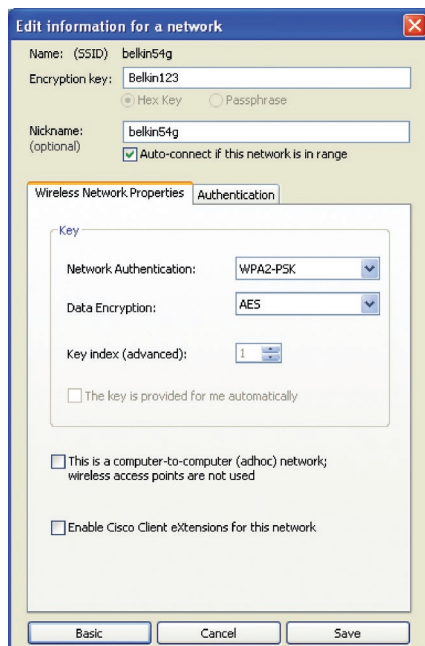 Edit information for a network
Name: (SSID) belkin54g
Encryption key: Belkin123
Hex Key Passphrase
Nickname: belkin54g
(optional)
Auto-connect if this network is in range
Wireless Network Properties Authentication
Key
Network Authentication: WPA2-PSK
Data Encryption: AES
Key index (advanced): 1
The key is provided for me automatically
This is a computer-to-computer (adhoc) network;
wireless access points are not used
Enable Cisco Client eXtensions for this network
Basic Cancel Save